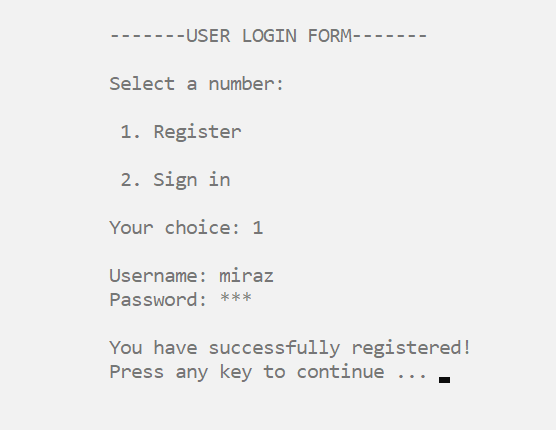 -------USER LOGIN FORM-------
Select a number:
1. Register
2. Sign in
Your choice: 1
Username: miraz
Password: ***
You have successfully registered!
Press any key to continue ...